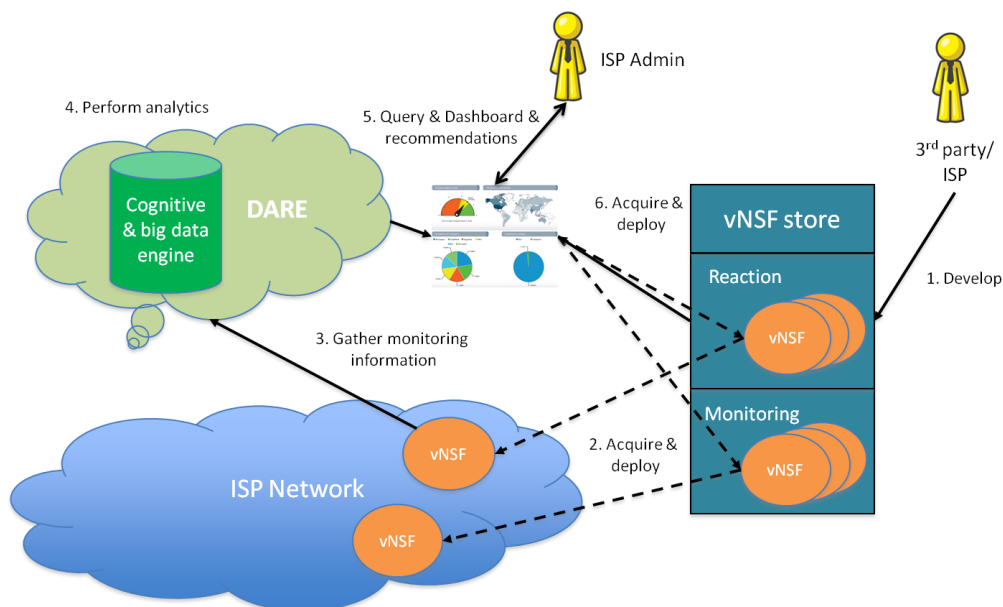 ISP Admin
4. Perform analytics
5. Query & Dashboard &
recommendations
3rd party/
ISP
Cognitive
& big data
engine
DARE
6. Acquire &
deploy
vNSF store
Reaction
1. Develop
vNSF
3. Gather monitoring
information
Monitoring
vNSF
2. Acquire &
deploy
vNSF
ISP Network
vNSF